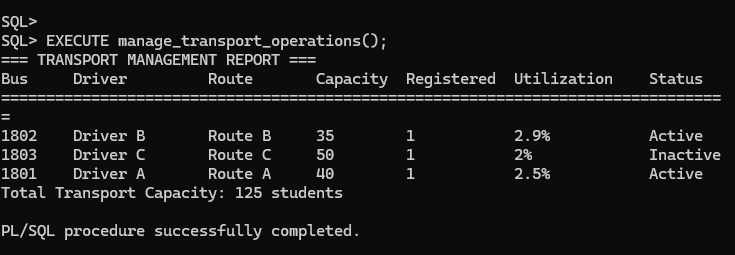 SQL>
SQL> EXECUTE manage_transport_operations();
=== TRANSPORT MANAGEMENT REPORT ===
Bus     Driver         Route       Capacity  Registered  Utilization    Status
================================================================================
=
1802    Driver B       Route B     35        1           2.9%           Active
1803    Driver C       Route C     50        1           2%             Inactive
1801    Driver A       Route A     40        1           2.5%           Active
Total Transport Capacity: 125 students
PL/SQL procedure successfully completed.